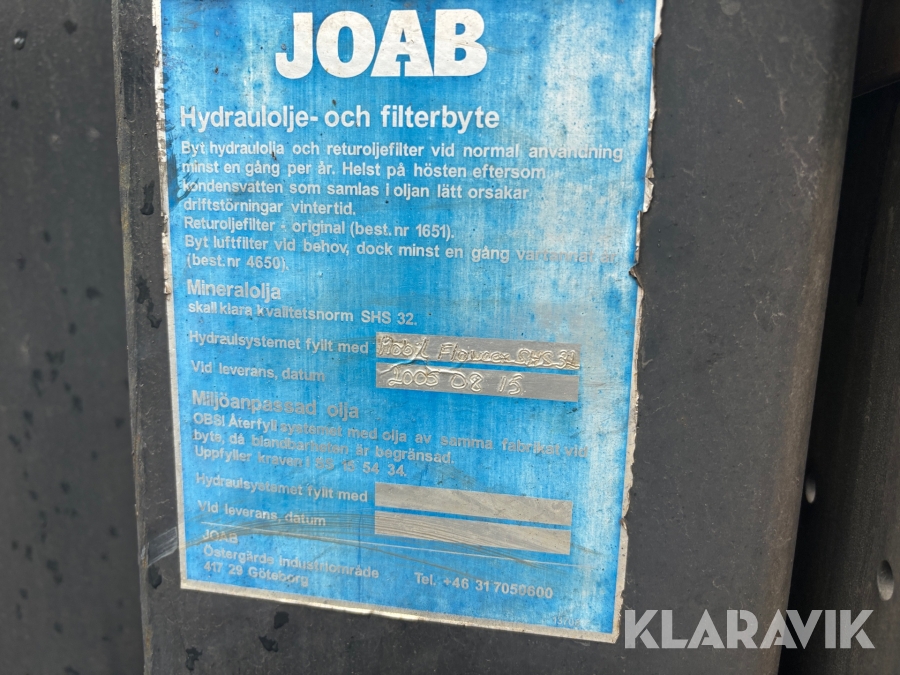 JOAB
Hydraulolje- och filterbyte
Byt hydraulolja och returoljefilter vid normal användning
minst en gång per år. Helst på hösten eftersom
kondensvatten som samlas i oljan lätt orsakar
driftstörningar vintertid.
Returoljefilter - original (best. nr 1651).
Byt luftfilter vid behov, dock minst en gång vartannat år
(best. nr 4650).
Mineralolja
skall klara kvalitetsnorm SHS 32.
Hydraulsystemet fyllt med Mobil SHS 32
Vid leverans, datum 2005 08 15
Miljöanpassad olja
OBS! Återfyll systemet med olja av samma fabrikat vid
byte, då blandbarheten är begränsad.
Uppfyller kraven i SS 15 54 34.
Hydraulsystemet fyllt med
Vid leverans, datum
JOAB
Östergärde industriområde
417 29 Göteborg
Tel. +46 31 7050600
KLARAVIK